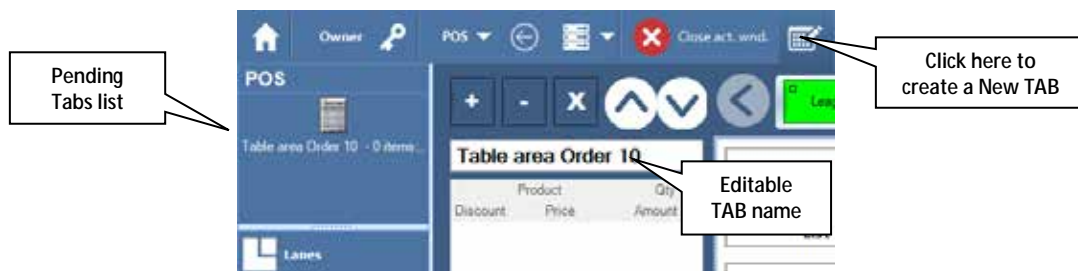 Owner
POS
Close act. wnd.
Click here to
create a New TAB
Pending
Tabs list
POS
+ - X
Table area Order 10 - 0 items...
Table area Order 10
Product Qty
Discount Price Amount
Editable
TAB name
Lanes